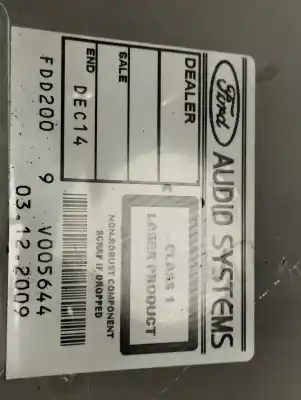 Ford AUDIO SYSTEMS
DEALER
SALE
END DEC14
CLASS 1
LASER PRODUCT
NON-ROBUST COMPONENT
SCRAP IF DROPPED
FDD200 9 V005644
03-12-2009